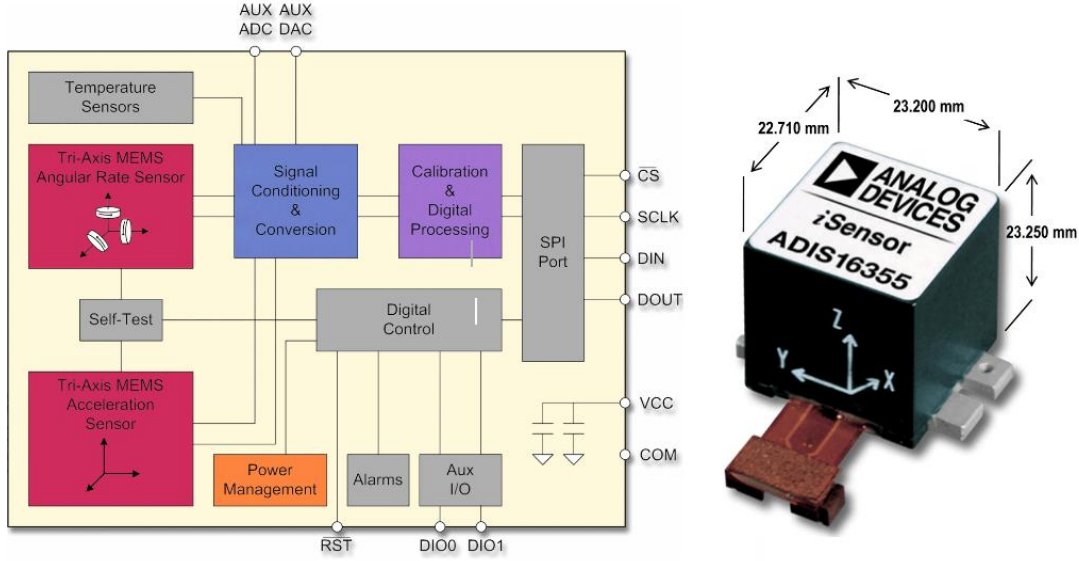 AUX
ADC
AUX
DAC
Temperature
Sensors
Tri-Axis MEMS
Angular Rate Sensor
Signal
Conditioning
&
Conversion
Calibration
&
Digital
Processing
SPI
Port
CS
SCLK
DIN
DOUT
Self-Test
Digital
Control
Tri-Axis MEMS
Acceleration
Sensor
VCC
COM
Power
Management
Alarms
Aux
I/O
RST
DIO0
DIO1
22.710 mm
23.200 mm
23.250 mm
ANALOG
DEVICES
iSensor
ADIS16355
Z
Y
X